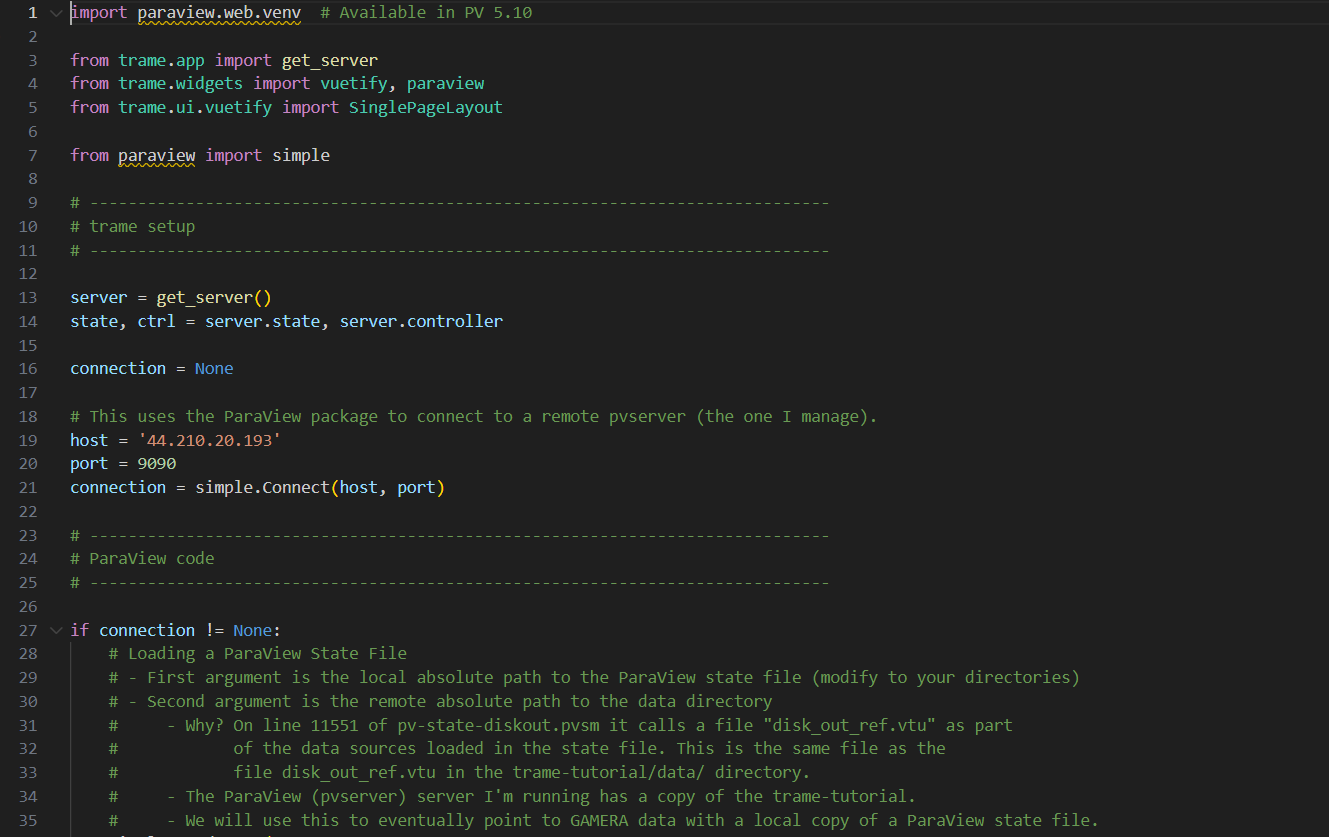 1 import paraview.web.venv  # Available in PV 5.10
2
3 from trame.app import get_server
4 from trame.widgets import vuetify, paraview
5 from trame.ui.vuetify import SinglePageLayout
6
7 from paraview import simple
8
9 # -----------------------------------------------------------------------------
10 # trame setup
11 # -----------------------------------------------------------------------------
12
13 server = get_server()
14 state, ctrl = server.state, server.controller
15
16 connection = None
17
18 # This uses the ParaView package to connect to a remote pvserver (the one I manage).
19 host = '44.210.20.193'
20 port = 9090
21 connection = simple.Connect(host, port)
22
23 # -----------------------------------------------------------------------------
24 # ParaView code
25 # -----------------------------------------------------------------------------
26
27 if connection != None:
28     # Loading a ParaView State File
29     # - First argument is the local absolute path to the ParaView state file (modify to your directories)
30     # - Second argument is the remote absolute path to the data directory
31     #     - Why? On line 11551 of pv-state-diskout.pvsm it calls a file "disk_out_ref.vtu" as part
32     #            of the data sources loaded in the state file. This is the same file as the
33     #            file disk_out_ref.vtu in the trame-tutorial/data/ directory.
34     #     - The ParaView (pvserver) server I'm running has a copy of the trame-tutorial.
35     #     - We will use this to eventually point to GAMERA data with a local copy of a ParaView state file.